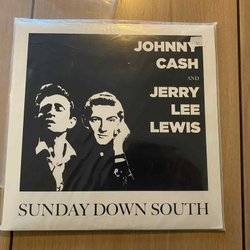 JOHNNY
CASH
AND
JERRY
LEE
LEWIS
SUNDAY DOWN SOUTH